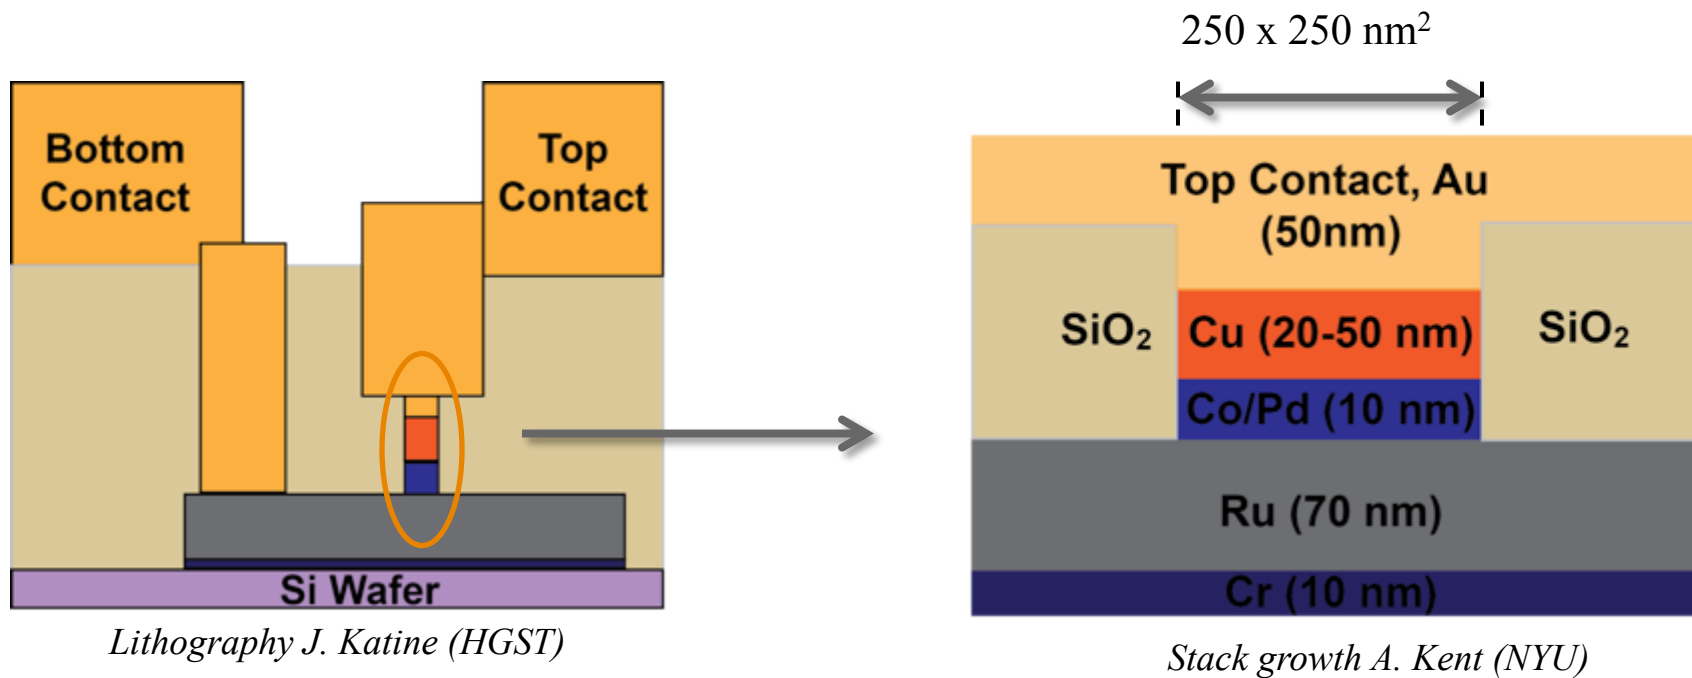 250 x 250 nm²
Bottom
Contact
Top
Contact
Si Wafer
Lithography J. Katine (HGST)
Top Contact, Au
(50nm)
SiO₂
Cu (20-50 nm)
SiO₂
Co/Pd (10 nm)
Ru (70 nm)
Cr (10 nm)
Stack growth A. Kent (NYU)